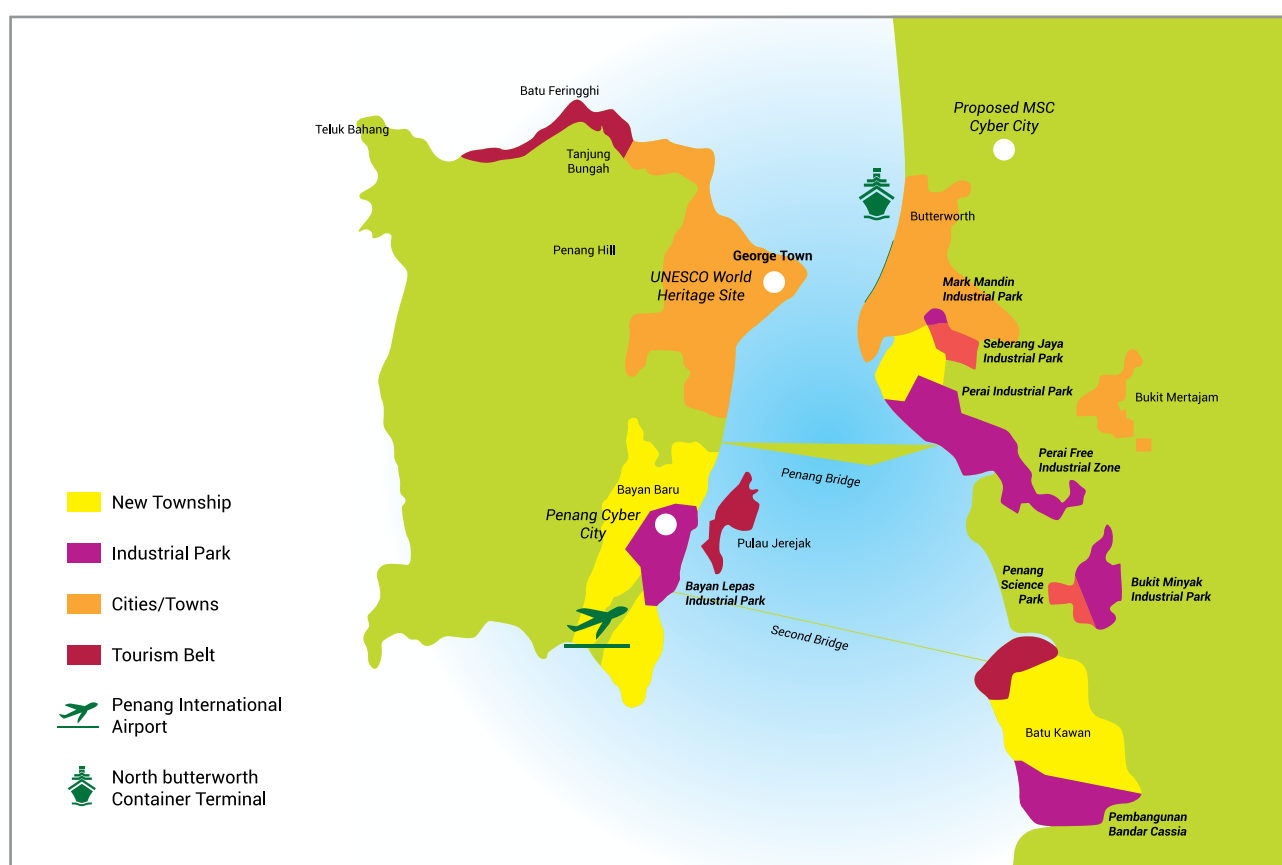 Batu Feringghi
Teluk Bahang
Tanjung
Bungah
Penang Hill
George Town
UNESCO World
Heritage Site
Proposed MSC
Cyber City
Butterworth
Mark Mandin
Industrial Park
Seberang Jaya
Industrial Park
Perai Industrial Park
Bukit Mertajam
Perai Free
Industrial Zone
Penang Bridge
Bayan Baru
Penang Cyber
City
Pulau Jerejak
Bayan Lepas
Industrial Park
Penang
Science
Park
Bukit Minyak
Industrial Park
Second Bridge
Batu Kawan
Pembangunan
Bandar Cassia
New Township
Industrial Park
Cities/Towns
Tourism Belt
Penang International
Airport
North butterworth
Container Terminal